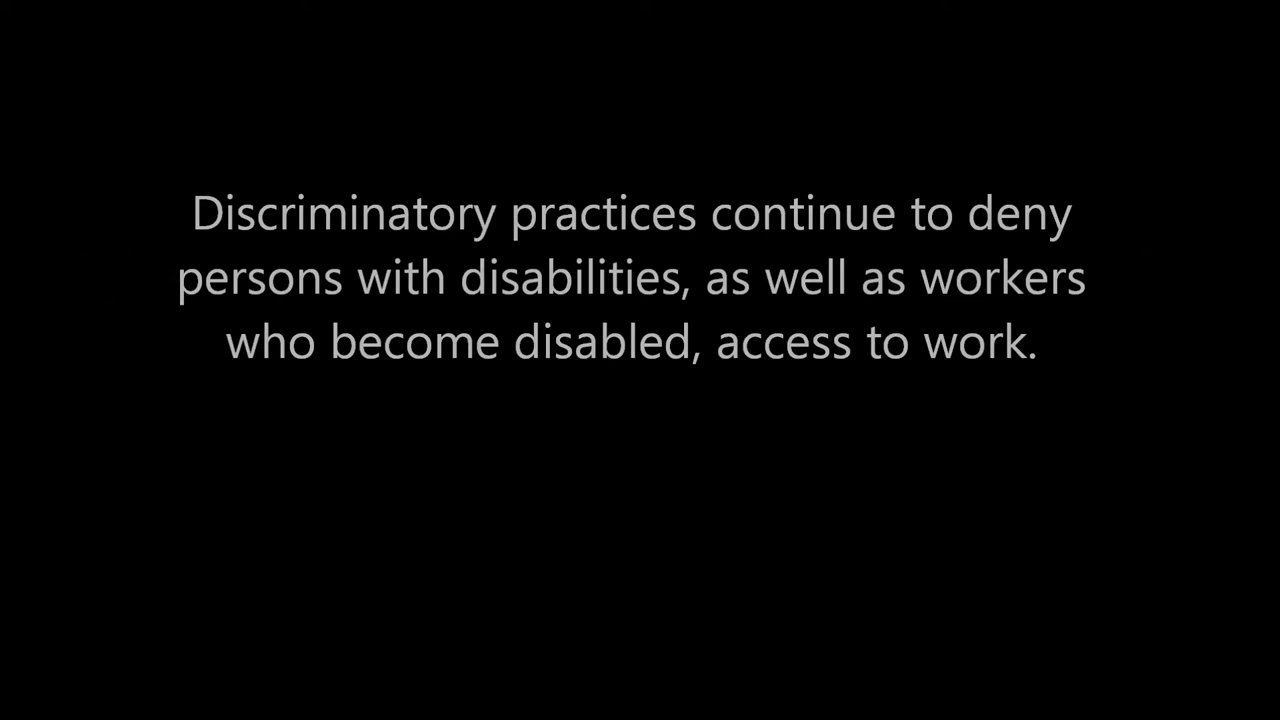 Discriminatory practices continue to deny
persons with disabilities, as well as workers
who become disabled, access to work.